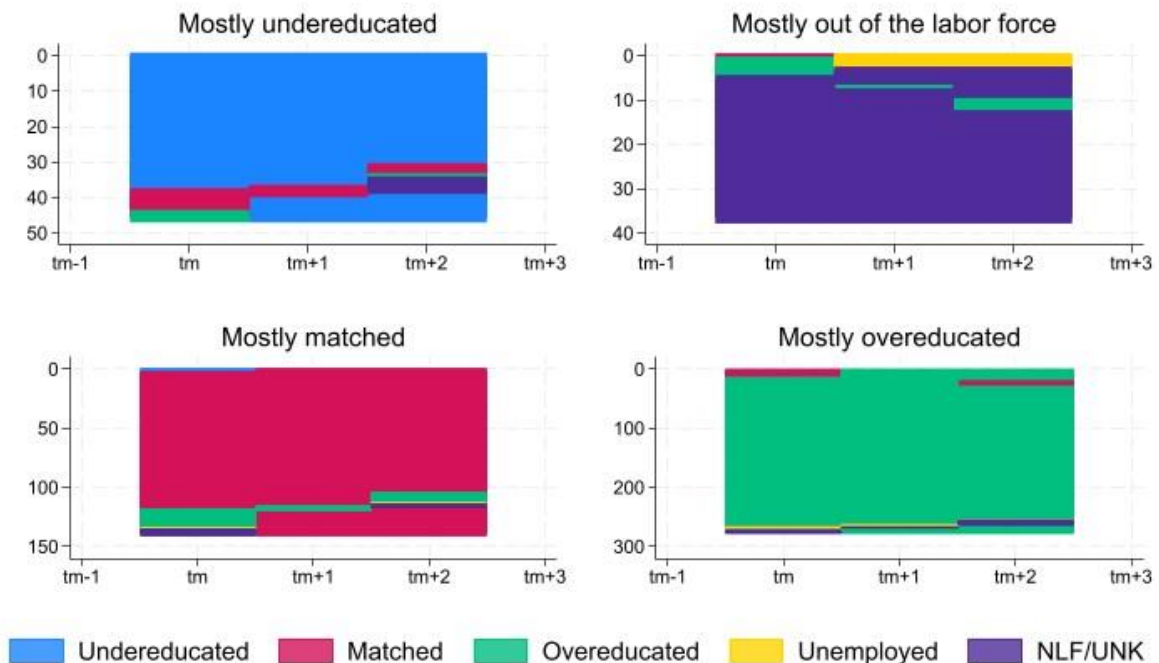 Mostly undereducated
0
10
20
30
40
50
tm-1 tm tm+1 tm+2 tm+3
Mostly out of the labor force
0
10
20
30
40
tm-1 tm tm+1 tm+2 tm+3
Mostly matched
0
50
100
150
tm-1 tm tm+1 tm+2 tm+3
Mostly overeducated
0
100
200
300
tm-1 tm tm+1 tm+2 tm+3
Undereducated Matched Overeducated Unemployed NLF/UNK